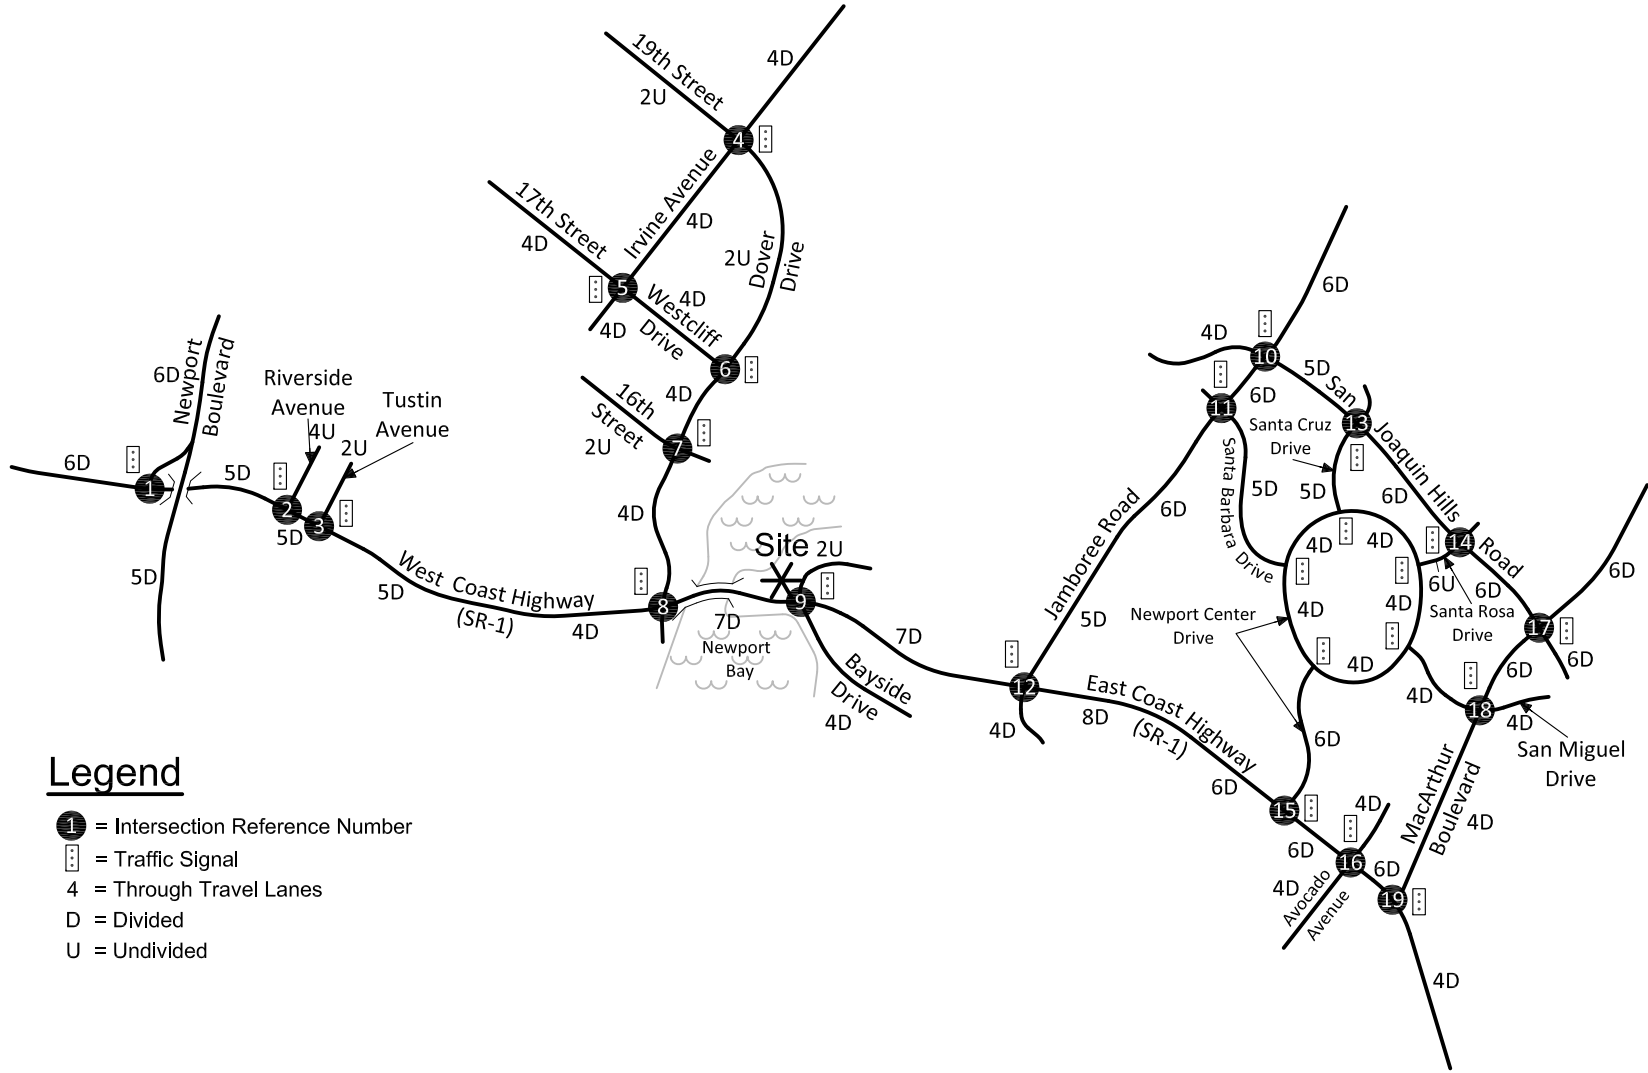 4D
19th Street
2U
4
17th Street
4D
Irvine Avenue
4D
2U
Dover
Drive
5
4D
Westcliff
Drive
4D
6
4D
16th
Street
2U
7
4D
6D
Newport
Boulevard
Riverside
Avenue
4U
Tustin
Avenue
2U
6D
1
5D
2
5D
3
5D
West Coast Highway
(SR-1)
5D
4D
8
7D
Newport
Bay
Site
2U
9
7D
Bayside
Drive
4D
6D
4D
10
5D
San
6D
11
13
Santa Cruz
Drive
Joaquin Hills
5D
6D
Santa Barbara
Drive
5D
6D
Jamboree Road
5D
4D
4D
14
Road
6U
6D
Santa Rosa
Drive
4D
4D
Newport Center
Drive
4D
6D
17
6D
6D
4D
18
4D
San Miguel
Drive
12
4D
East Coast Highway
(SR-1)
8D
6D
6D
15
6D
4D
16
4D
Avocado
Avenue
6D
19
MacArthur
Boulevard
4D
4D
Legend
1 = Intersection Reference Number
= Traffic Signal
4 = Through Travel Lanes
D = Divided
U = Undivided